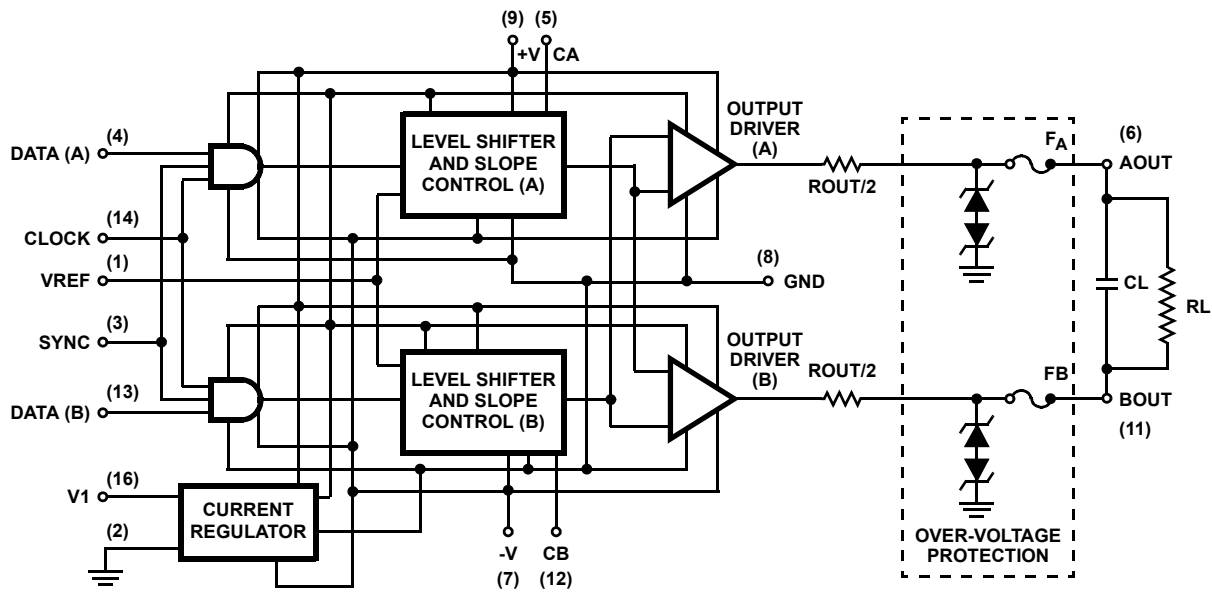 (9) (5)
+V CA
(4)
DATA (A)
LEVEL SHIFTER
AND SLOPE
CONTROL (A)
OUTPUT
DRIVER
(A)
ROUT/2
FA
(6)
AOUT
(14)
CLOCK
(1)
VREF
(8)
GND
CL
RL
(3)
SYNC
(13)
DATA (B)
LEVEL SHIFTER
AND SLOPE
CONTROL (B)
OUTPUT
DRIVER
(B)
ROUT/2
FB
BOUT
(11)
(16)
V1
(2)
CURRENT
REGULATOR
-V
(7)
CB
(12)
OVER-VOLTAGE
PROTECTION